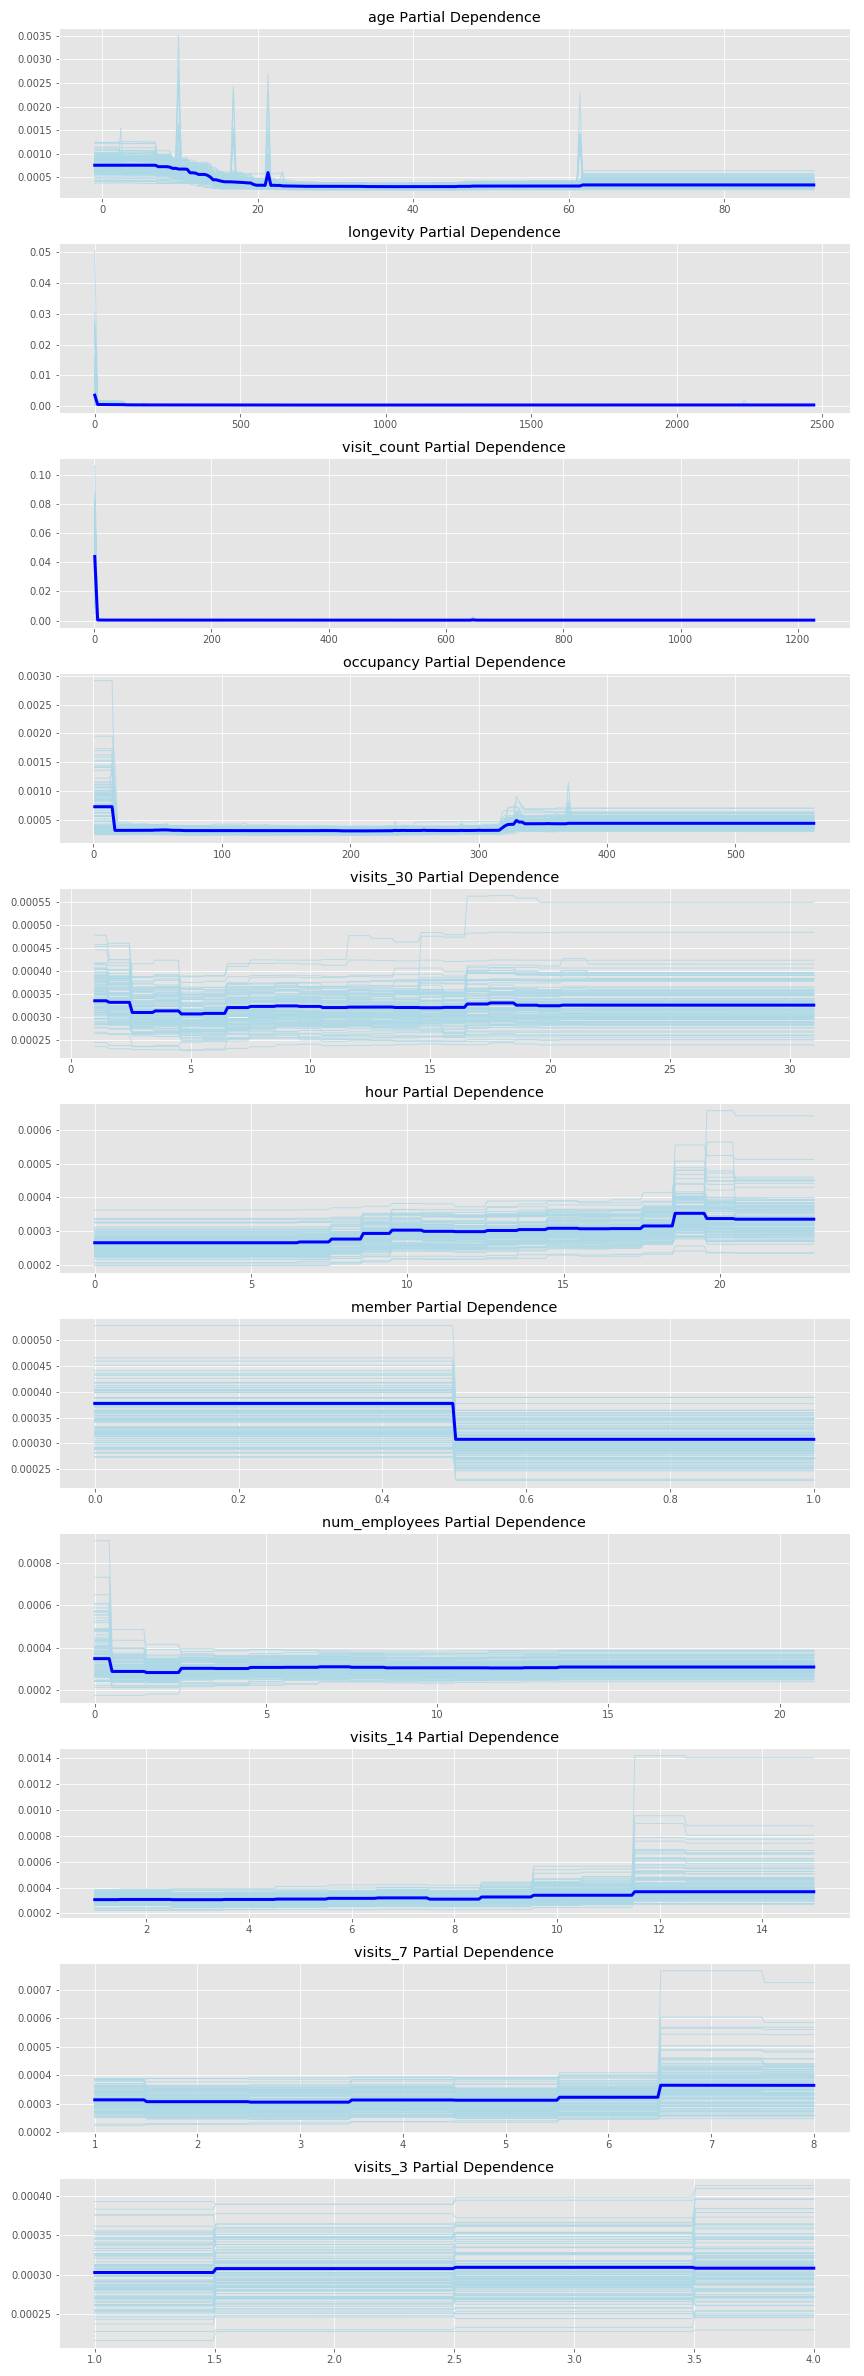 age Partial Dependence
0.0035
0.0030
0.0025
0.0020
0.0015
0.0010
0.0005
0 20 40 60 80
longevity Partial Dependence
0.05
0.04
0.03
0.02
0.01
0.00
0 500 1000 1500 2000 2500
visit_count Partial Dependence
0.10
0.08
0.06
0.04
0.02
0.00
0 200 400 600 800 1000 1200
occupancy Partial Dependence
0.0030
0.0025
0.0020
0.0015
0.0010
0.0005
0 100 200 300 400 500
visits_30 Partial Dependence
0.00055
0.00050
0.00045
0.00040
0.00035
0.00030
0.00025
0 5 10 15 20 25 30
hour Partial Dependence
0.0006
0.0005
0.0004
0.0003
0.0002
0 5 10 15 20
member Partial Dependence
0.00050
0.00045
0.00040
0.00035
0.00030
0.00025
0.0 0.2 0.4 0.6 0.8 1.0
num_employees Partial Dependence
0.0008
0.0006
0.0004
0.0002
0 5 10 15 20
visits_14 Partial Dependence
0.0014
0.0012
0.0010
0.0008
0.0006
0.0004
0.0002
2 4 6 8 10 12 14
visits_7 Partial Dependence
0.0007
0.0006
0.0005
0.0004
0.0003
0.0002
1 2 3 4 5 6 7 8
visits_3 Partial Dependence
0.00040
0.00035
0.00030
0.00025
1.0 1.5 2.0 2.5 3.0 3.5 4.0